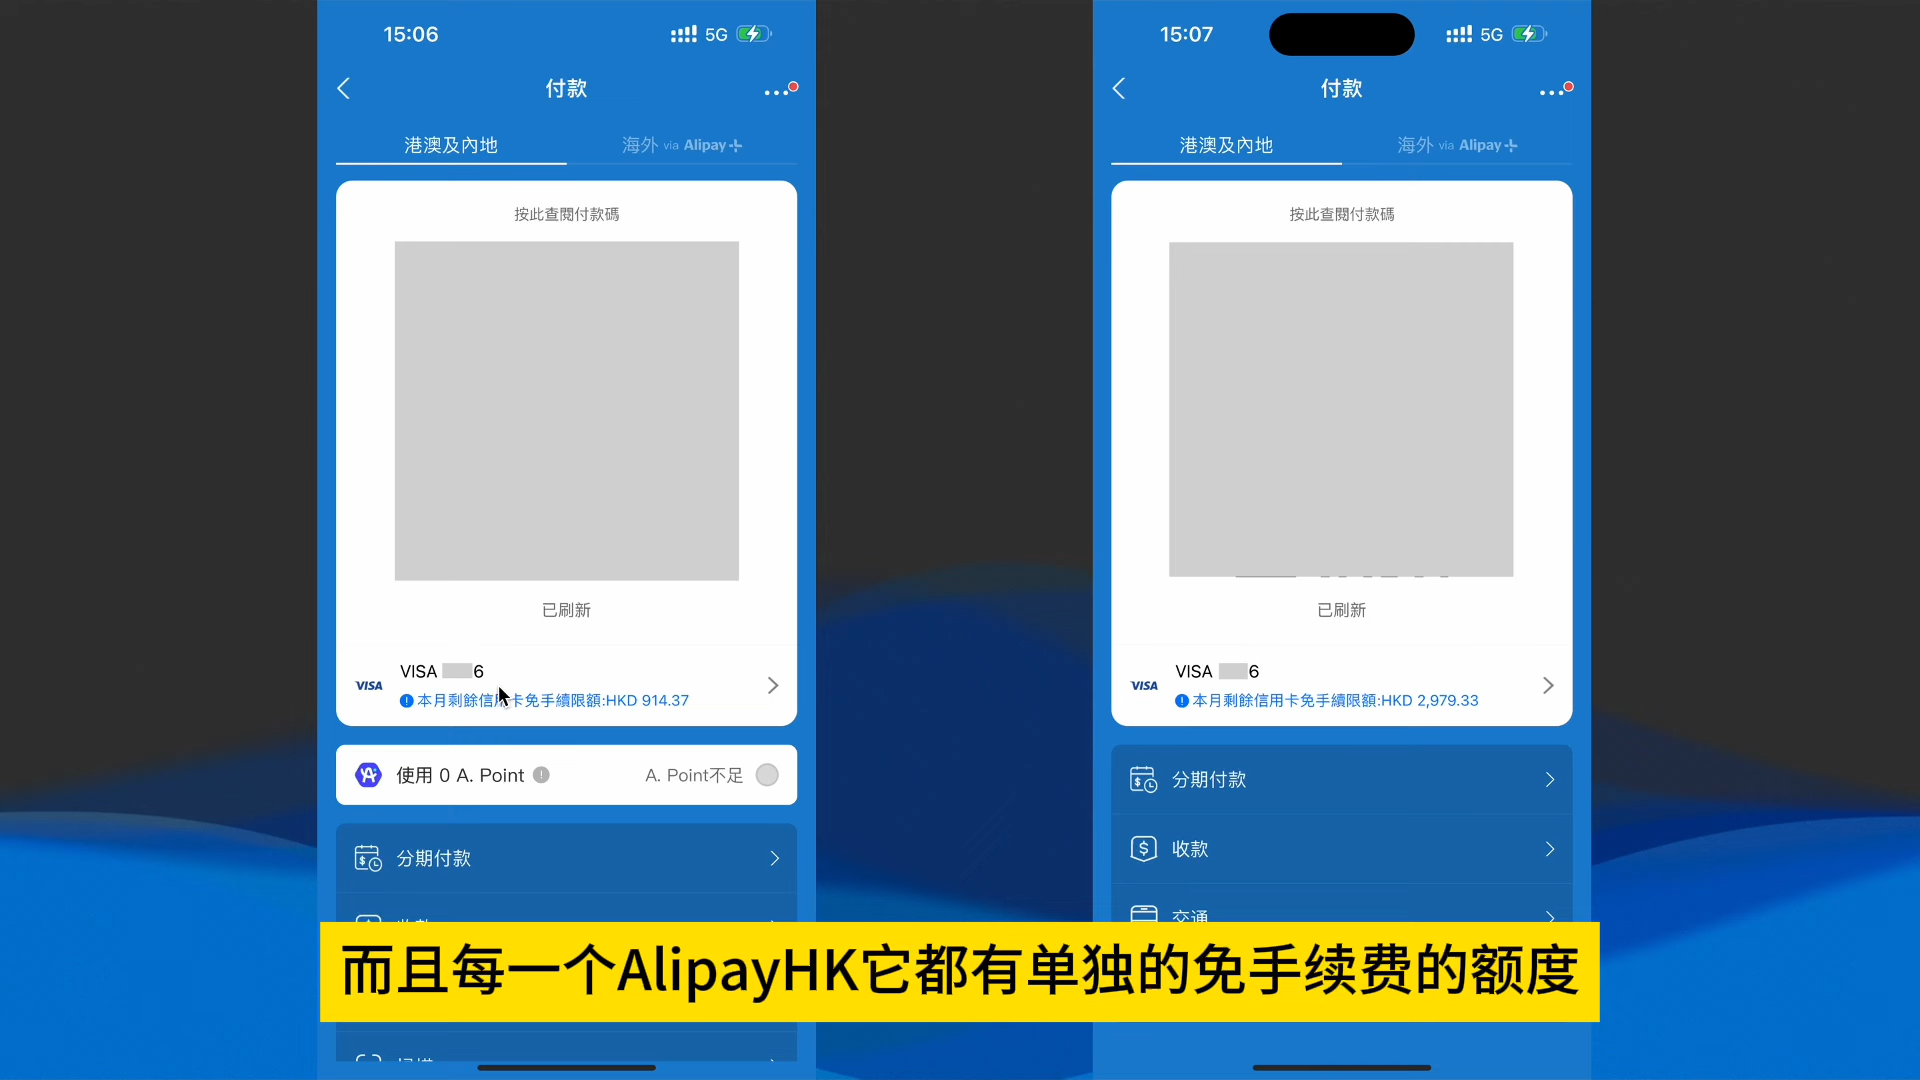 15:06
5G
付款
港澳及內地
海外 via Alipay+
按此查閱付款碼
已刷新
VISA
VISA 6
本月剩餘信用卡免手續限額:HKD 914.37
使用 0 A. Point
A. Point不足
分期付款
15:07
5G
付款
港澳及內地
海外 via Alipay+
按此查閱付款碼
已刷新
VISA
VISA 6
本月剩餘信用卡免手續限額:HKD 2,979.33
分期付款
收款
交通
而且每一个AlipayHK它都有单独的免手续费的额度